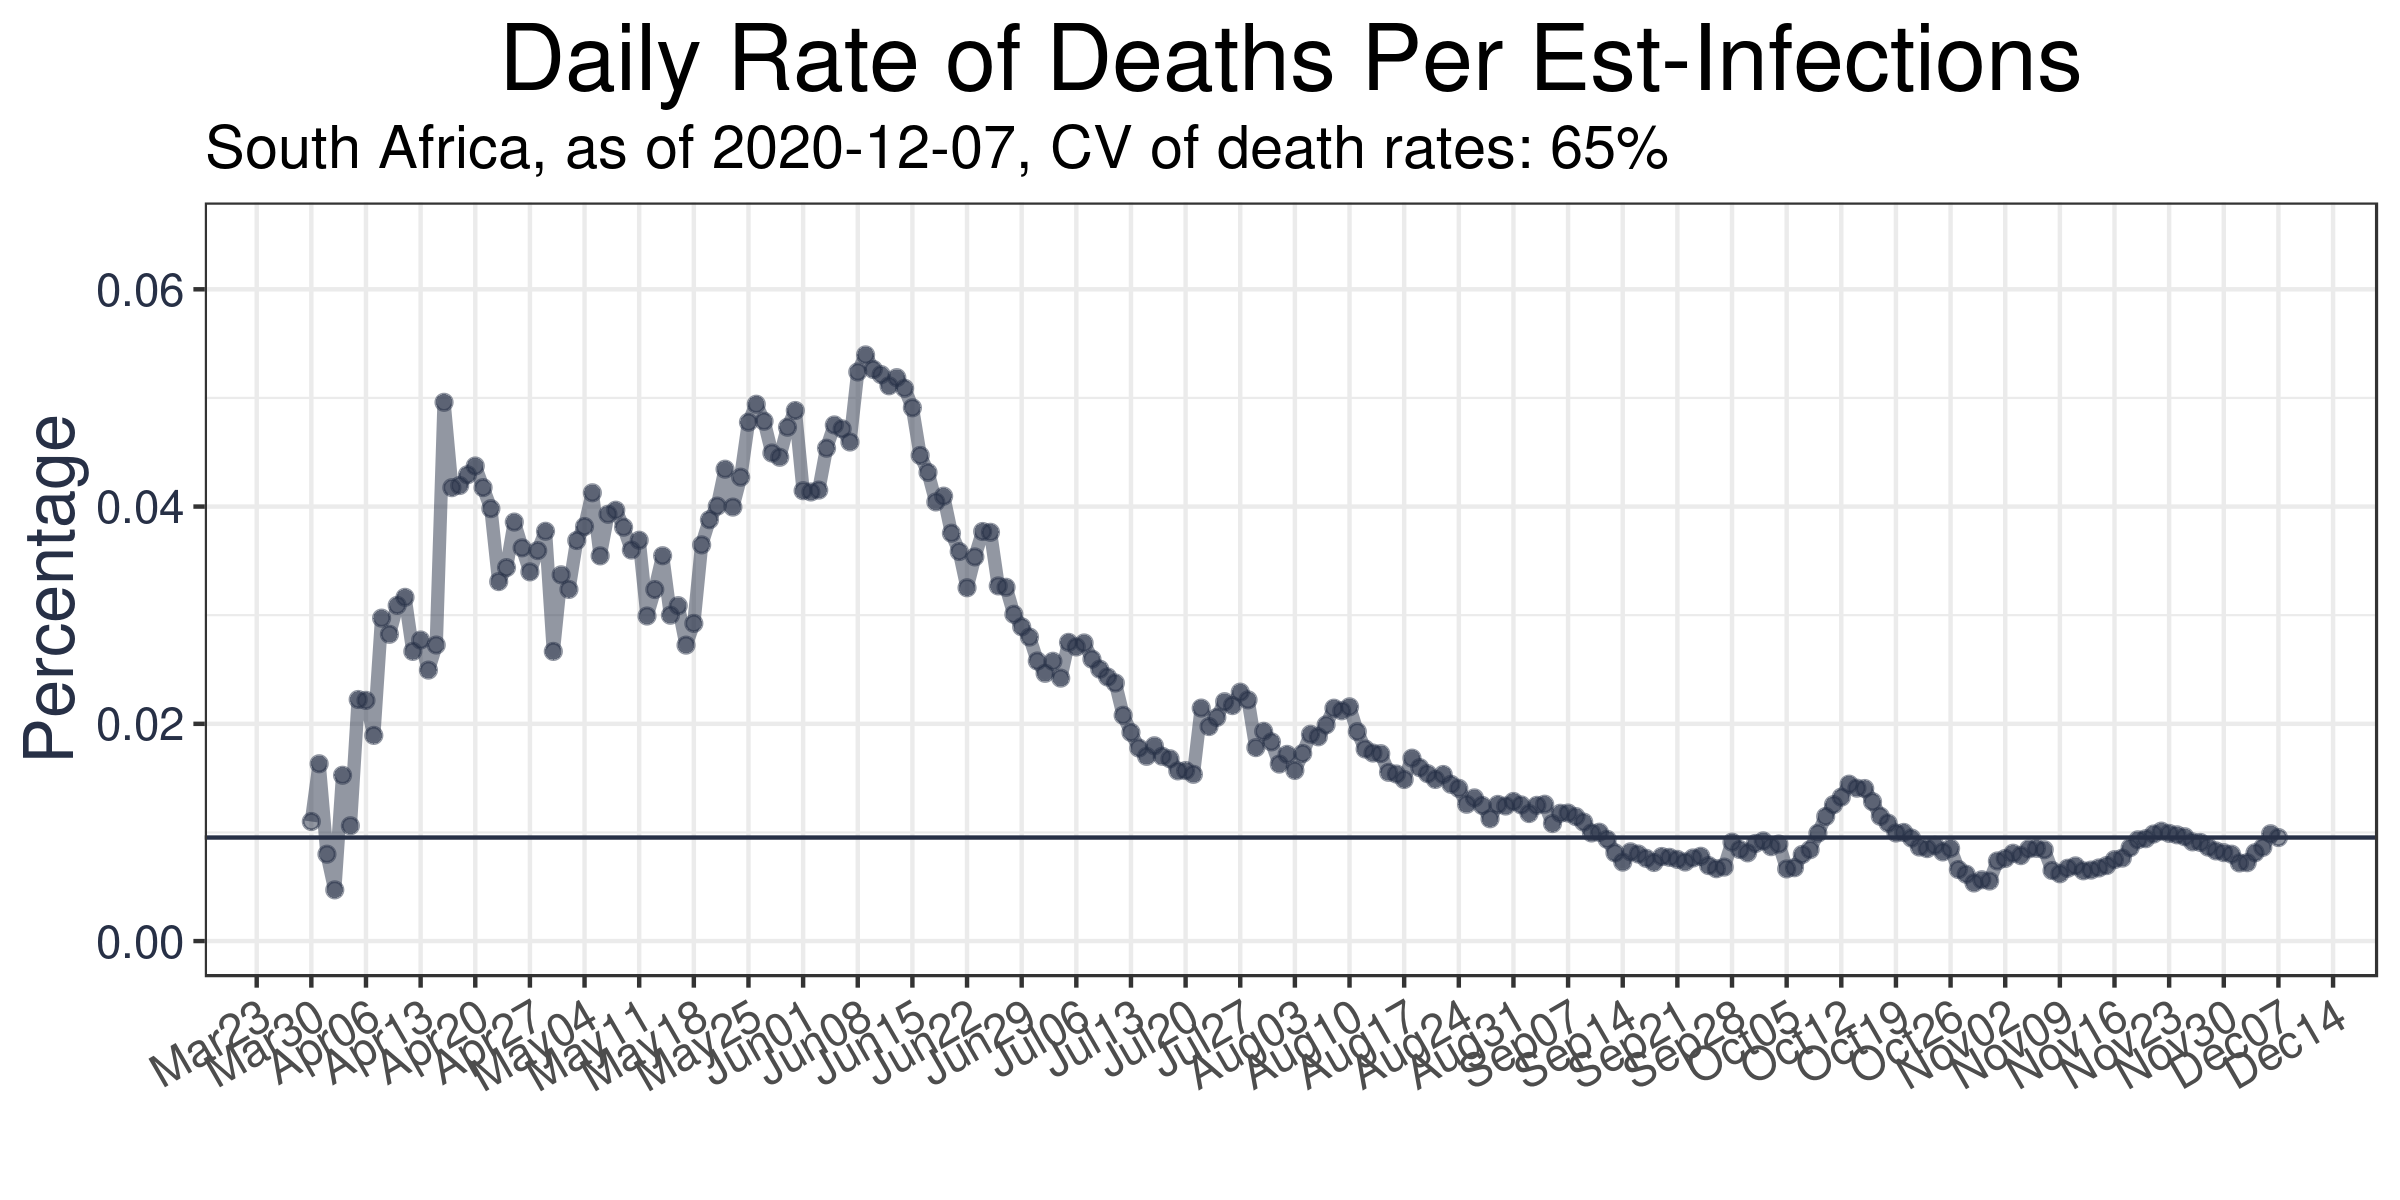 Daily Rate of Deaths Per Est-Infections
South Africa, as of 2020-12-07, CV of death rates: 65%
Percentage
0.06
0.04
0.02
0.00
Mar23
Mar30
Apr06
Apr13
Apr20
Apr27
May04
May11
May18
May25
Jun01
Jun08
Jun15
Jun22
Jun29
Jul06
Jul13
Jul20
Jul27
Aug03
Aug10
Aug17
Aug24
Aug31
Sep07
Sep14
Sep21
Sep28
Oct05
Oct12
Oct19
Oct26
Nov02
Nov09
Nov16
Nov23
Nov30
Dec07
Dec14